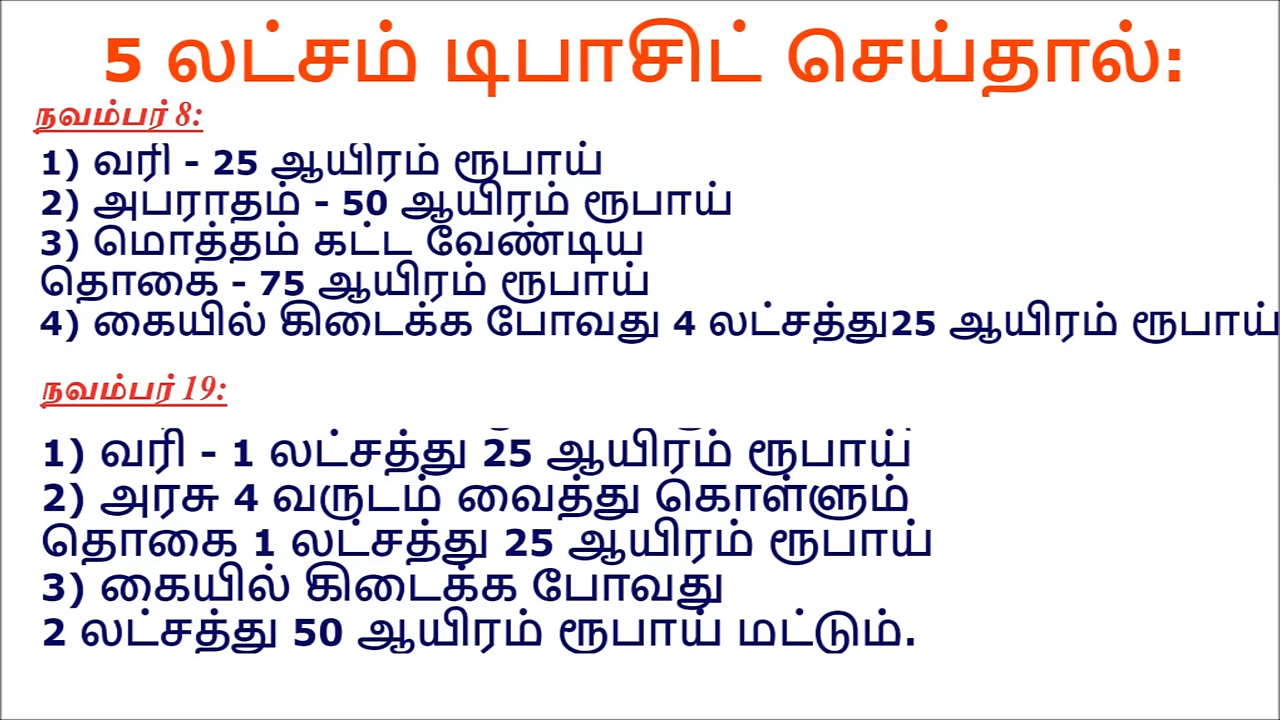 5 லட்சம் டிபாசிட் செய்தால்:
நவம்பர் 8:
1) வரி - 25 ஆயிரம் ரூபாய்
2) அபராதம் - 50 ஆயிரம் ரூபாய்
3) மொத்தம் கட்ட வேண்டிய
தொகை - 75 ஆயிரம் ரூபாய்
4) கையில் கிடைக்க போவது 4 லட்சத்து25 ஆயிரம் ரூபாய்
நவம்பர் 19:
1) வரி - 1 லட்சத்து 25 ஆயிரம் ரூபாய்
2) அரசு 4 வருடம் வைத்து கொள்ளும்
தொகை 1 லட்சத்து 25 ஆயிரம் ரூபாய்
3) கையில் கிடைக்க போவது
2 லட்சத்து 50 ஆயிரம் ரூபாய் மட்டும்.